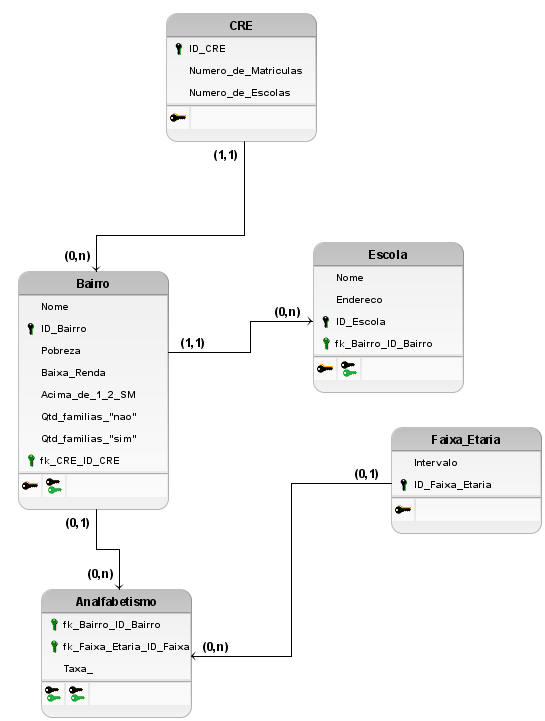 CRE
ID_CRE
Numero_de_Matriculas
Numero_de_Escolas
(1,1)
(0,n)
Bairro
Nome
ID_Bairro
Pobreza
Baixa_Renda
Acima_de_1_2_SM
Qtd_familias_"nao"
Qtd_familias_"sim"
fk_CRE_ID_CRE
(1,1)
(0,n)
Escola
Nome
Endereco
ID_Escola
fk_Bairro_ID_Bairro
Faixa_Etaria
Intervalo
ID_Faixa_Etaria
(0,1)
(0,1)
(0,n)
Analfabetismo
fk_Bairro_ID_Bairro
fk_Faixa_Etaria_ID_Faixa
Taxa_
(0,n)